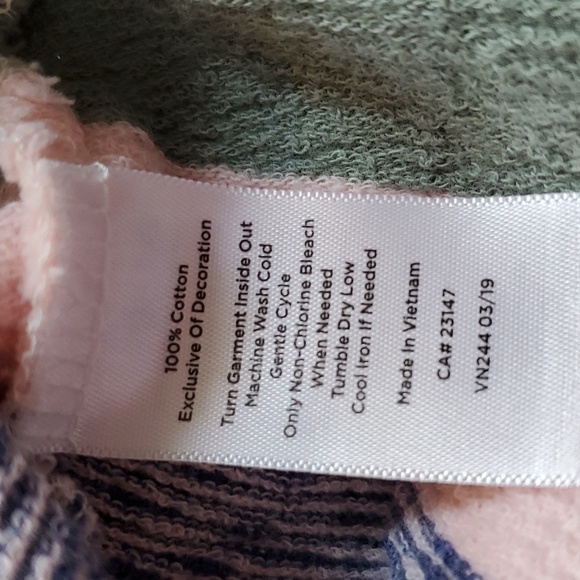 100% Cotton
Exclusive Of Decoration
Turn Garment Inside Out
Machine Wash Cold
Gentle Cycle
Only Non-Chlorine Bleach
When Needed
Tumble Dry Low
Cool Iron If Needed
Made In Vietnam
CA# 23147
VN244 03/19